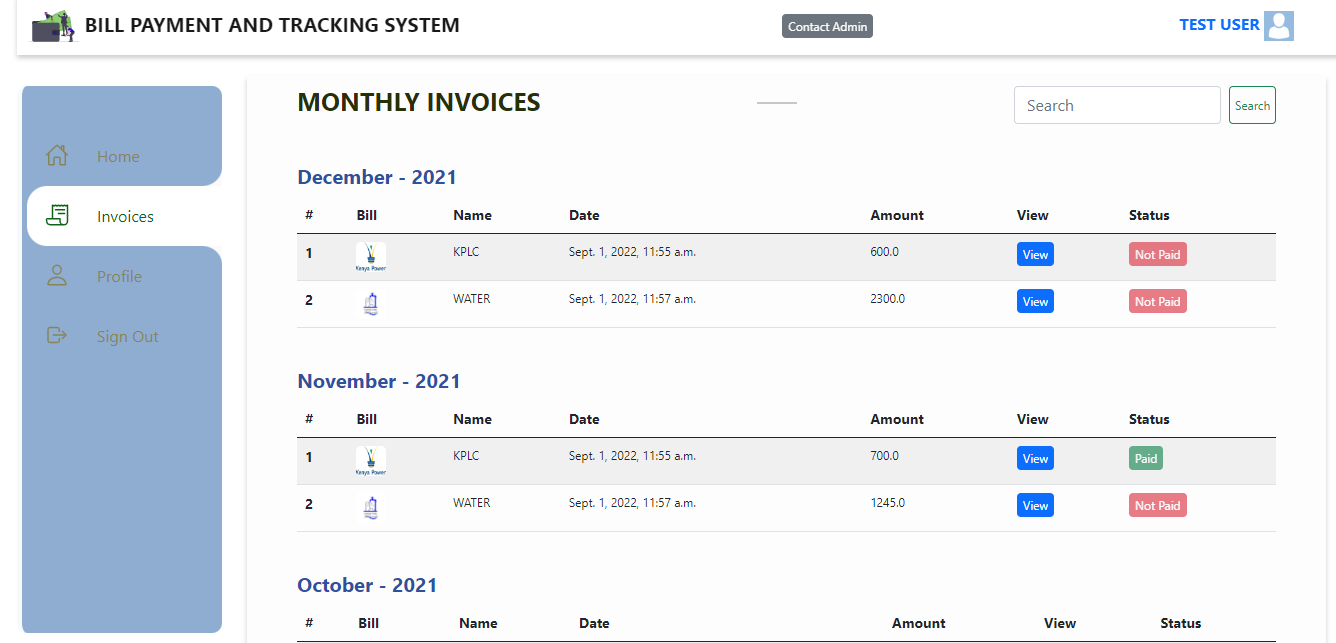 BILL PAYMENT AND TRACKING SYSTEM
Contact Admin
TEST USER
Home
Invoices
Profile
Sign Out
MONTHLY INVOICES
Search
Search
December - 2021
# Bill Name Date Amount View Status
1 Kenya Power KPLC Sept. 1, 2022, 11:55 a.m. 600.0 View Not Paid
2 WATER Sept. 1, 2022, 11:57 a.m. 2300.0 View Not Paid
November - 2021
# Bill Name Date Amount View Status
1 Kenya Power KPLC Sept. 1, 2022, 11:55 a.m. 700.0 View Paid
2 WATER Sept. 1, 2022, 11:57 a.m. 1245.0 View Not Paid
October - 2021
# Bill Name Date Amount View Status